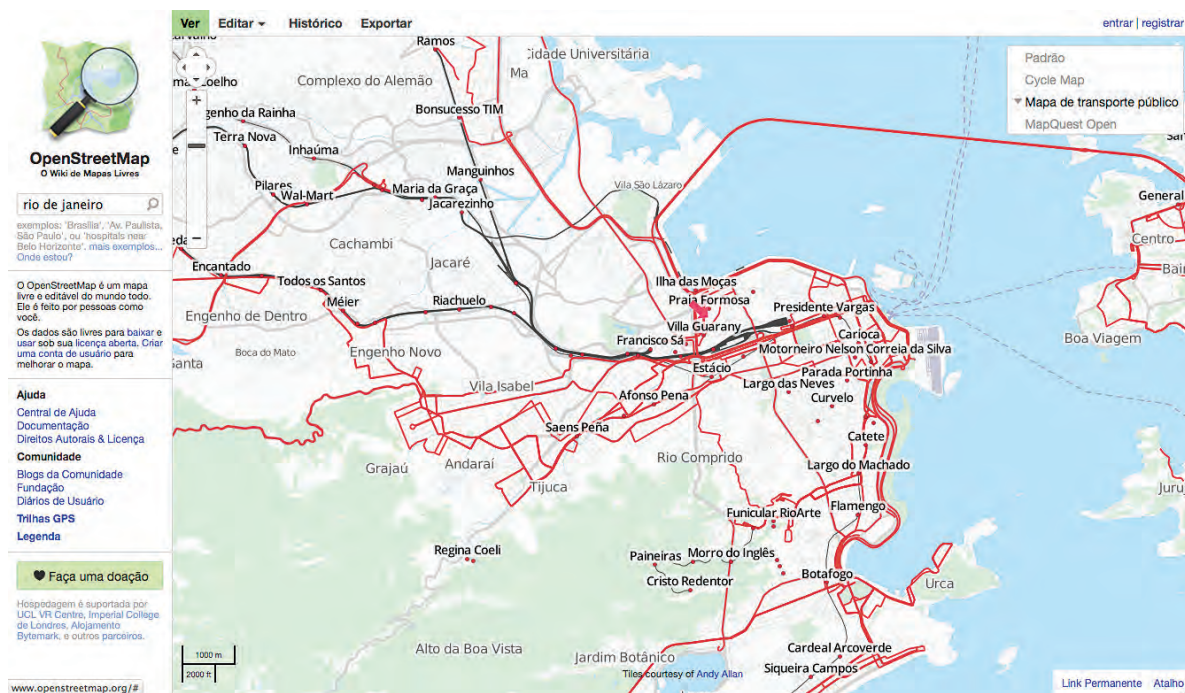 Ver
Editar
Histórico
Exportar
entrar | registrar
OpenStreetMap
O Wiki de Mapas Livres
rio de janeiro
exemplos: 'Brasília', 'Av. Paulista,
São Paulo', ou 'hospitals near
Belo Horizonte'. mais exemplos...
Onde estou?
O OpenStreetMap é um mapa
livre e editável do mundo todo.
Ele é feito por pessoas como
você.
Os dados são livres para baixar e
usar sob sua licença aberta. Criar
uma conta de usuário para
melhorar o mapa.
Ajuda
Central de Ajuda
Documentação
Direitos Autorais & Licença
Comunidade
Blogs da Comunidade
Fundação
Diários de Usuário
Trilhas GPS
Legenda
Faça uma doação
Hospedagem é suportada por
UCL VR Centre, Imperial College
de Londres, Alojamento
Bytemark, e outros parceiros.
www.openstreetmap.org/#
Padrão
Cycle Map
Mapa de transporte público
MapQuest Open
Ramos
Cidade Universitária
Ma
Complexo do Alemão
Coelho
Bonsucesso TIM
genho da Rainha
Terra Nova
Inhaúma
Manguinhos
Pilares
Wal-Mart
Maria da Graça
Jacarezinho
Vila São Lázaro
General
Cachambi
Centro
Jacaré
Encantado
Todos os Santos
Ilha das Moças
Méier
Riachuelo
Praia Formosa
Presidente Vargas
Engenho de Dentro
Villa Guarany
Carioca
Boa Viagem
Francisco Sá
Boca do Mato
Engenho Novo
Motorneiro Nelson Correia da Silva
Santa
Estácio
Parada Portinha
Vila Isabel
Largo das Neves
Afonso Pena
Curvelo
Saens Peña
Catete
Grajaú
Andaraí
Rio Comprido
Largo do Machado
Tijuca
Juruj
Funicular RioArte
Flamengo
Regina Coeli
Paineiras
Morro do Inglês
Cristo Redentor
Botafogo
Urca
Alto da Boa Vista
Jardim Botânico
Cardeal Arcoverde
Siqueira Campos
1000 m
2000 ft
Tiles courtesy of Andy Allan
Link Permanente
Atalho